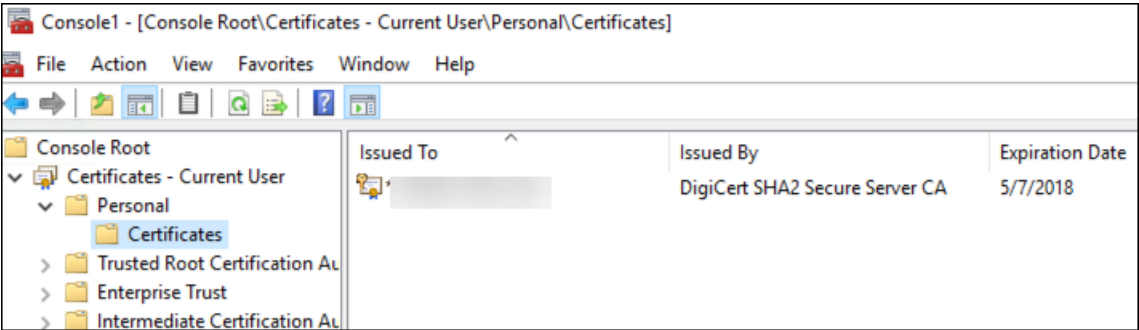 Console1 - [Console Root\Certificates - Current User\Personal\Certificates]
File Action View Favorites Window Help
Console Root
Certificates - Current User
Personal
Certificates
Trusted Root Certification Au
Enterprise Trust
Intermediate Certification Au
Issued To Issued By Expiration Date
* DigiCert SHA2 Secure Server CA 5/7/2018